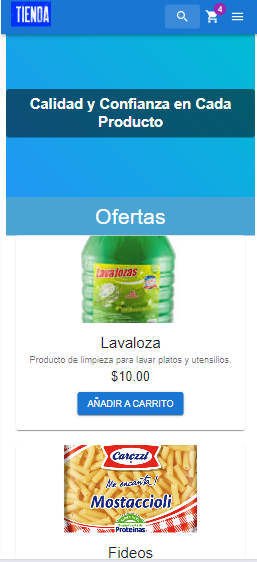 TIENDA
4
Calidad y Confianza en Cada
Producto
Ofertas
Lavalozas
Lavaloza
Producto de limpieza para lavar platos y utensilios.
$10.00
AÑADIR A CARRITO
Carozzi
¡Me encanta!
Mostaccioli
Proteínas
Fideos